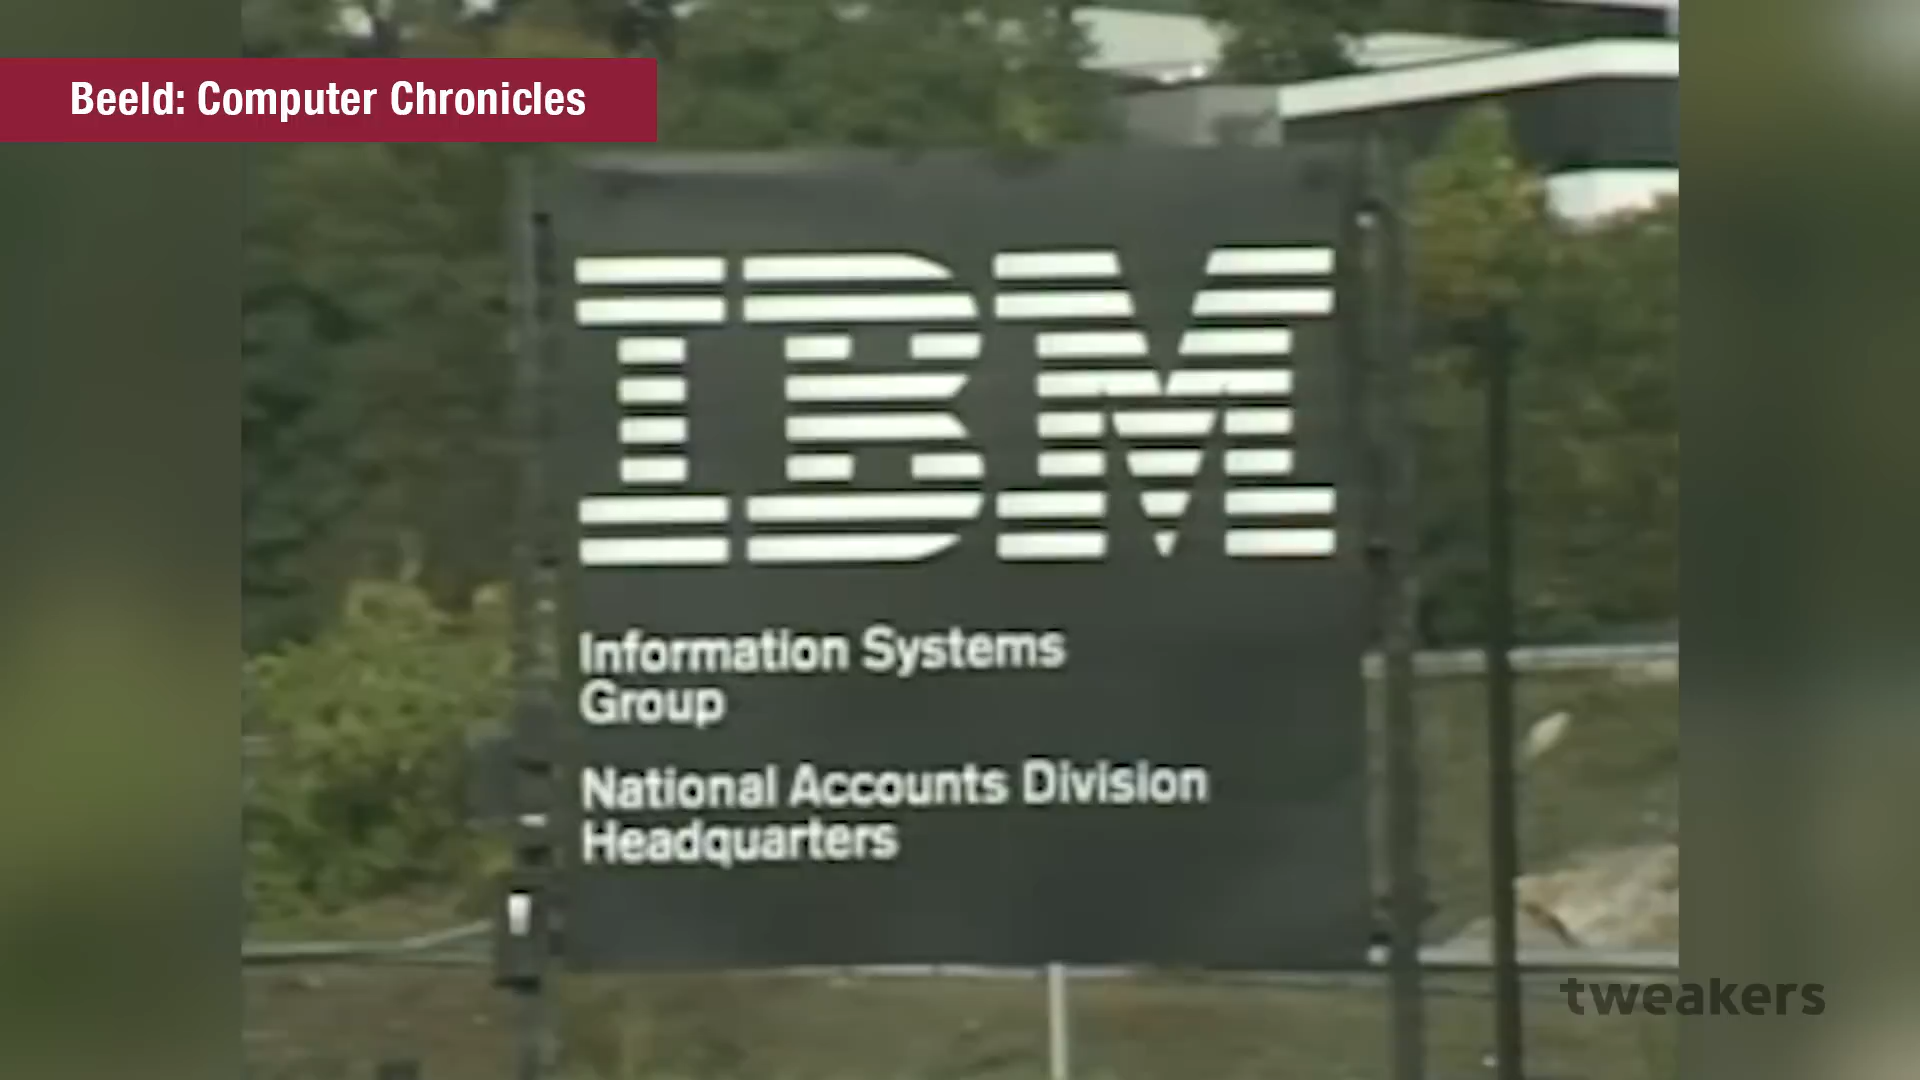 Beeld: Computer Chronicles
IBM
Information Systems
Group
National Accounts Division
Headquarters
tweakers